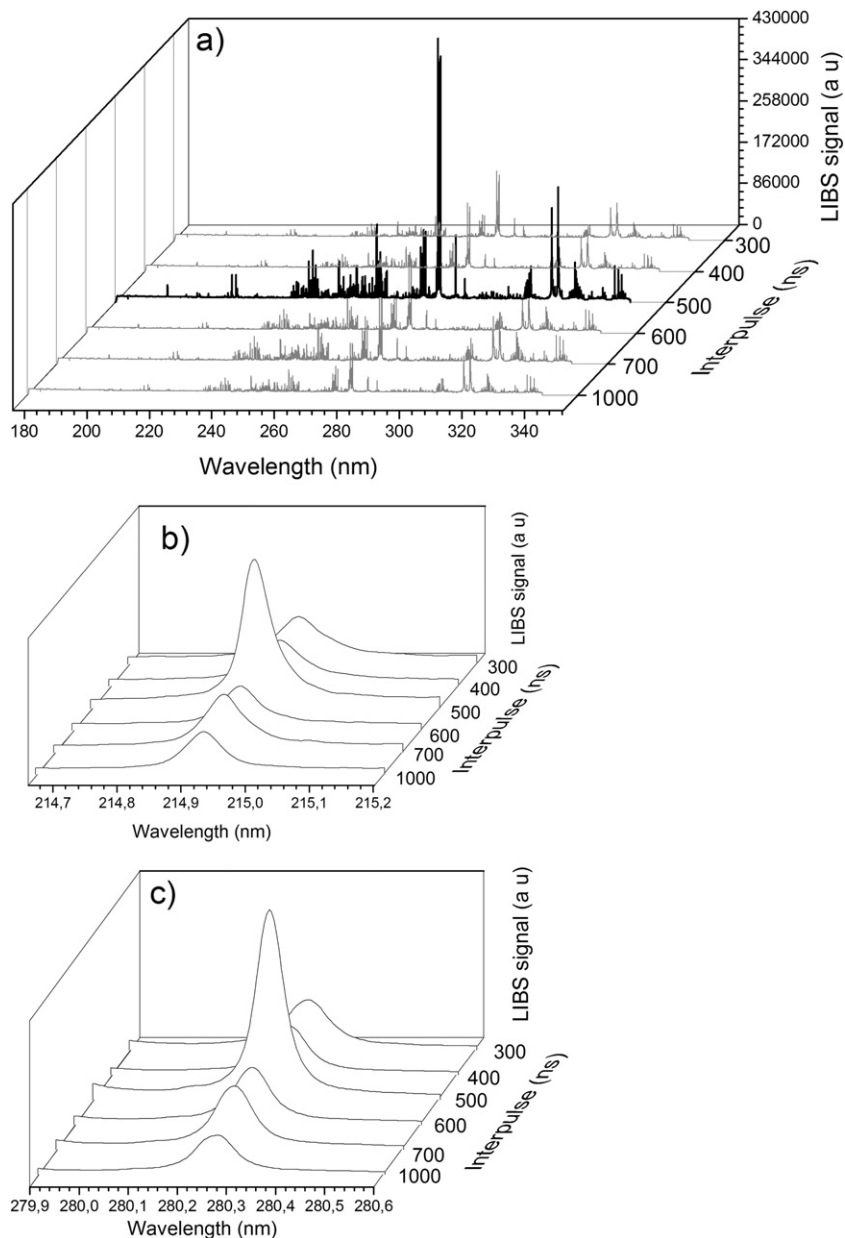 a)
430000
344000
258000
172000
86000
0
LIBS signal (a u)
300
400
500
600
700
1000
Interpulse (ns)
180 200 220 240 260 280 300 320 340
Wavelength (nm)
b)
LIBS signal (a u)
300
400
500
600
700
1000
Interpulse (ns)
214,7 214,8 214,9 215,0 215,1 215,2
Wavelength (nm)
c)
LIBS signal (a u)
300
400
500
600
700
1000
Interpulse (ns)
279,9 280,0 280,1 280,2 280,3 280,4 280,5 280,6
Wavelength (nm)